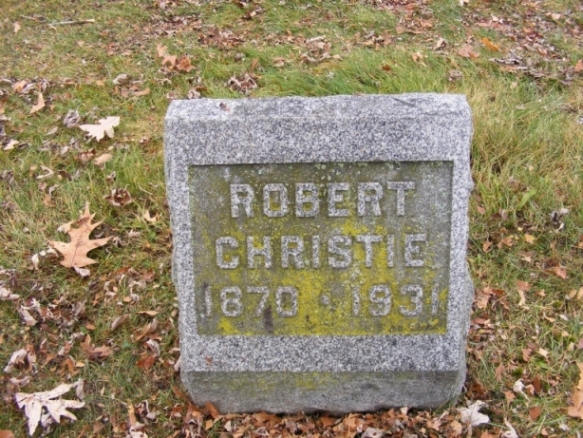 ROBERT
CHRISTIE
1870 - 1931